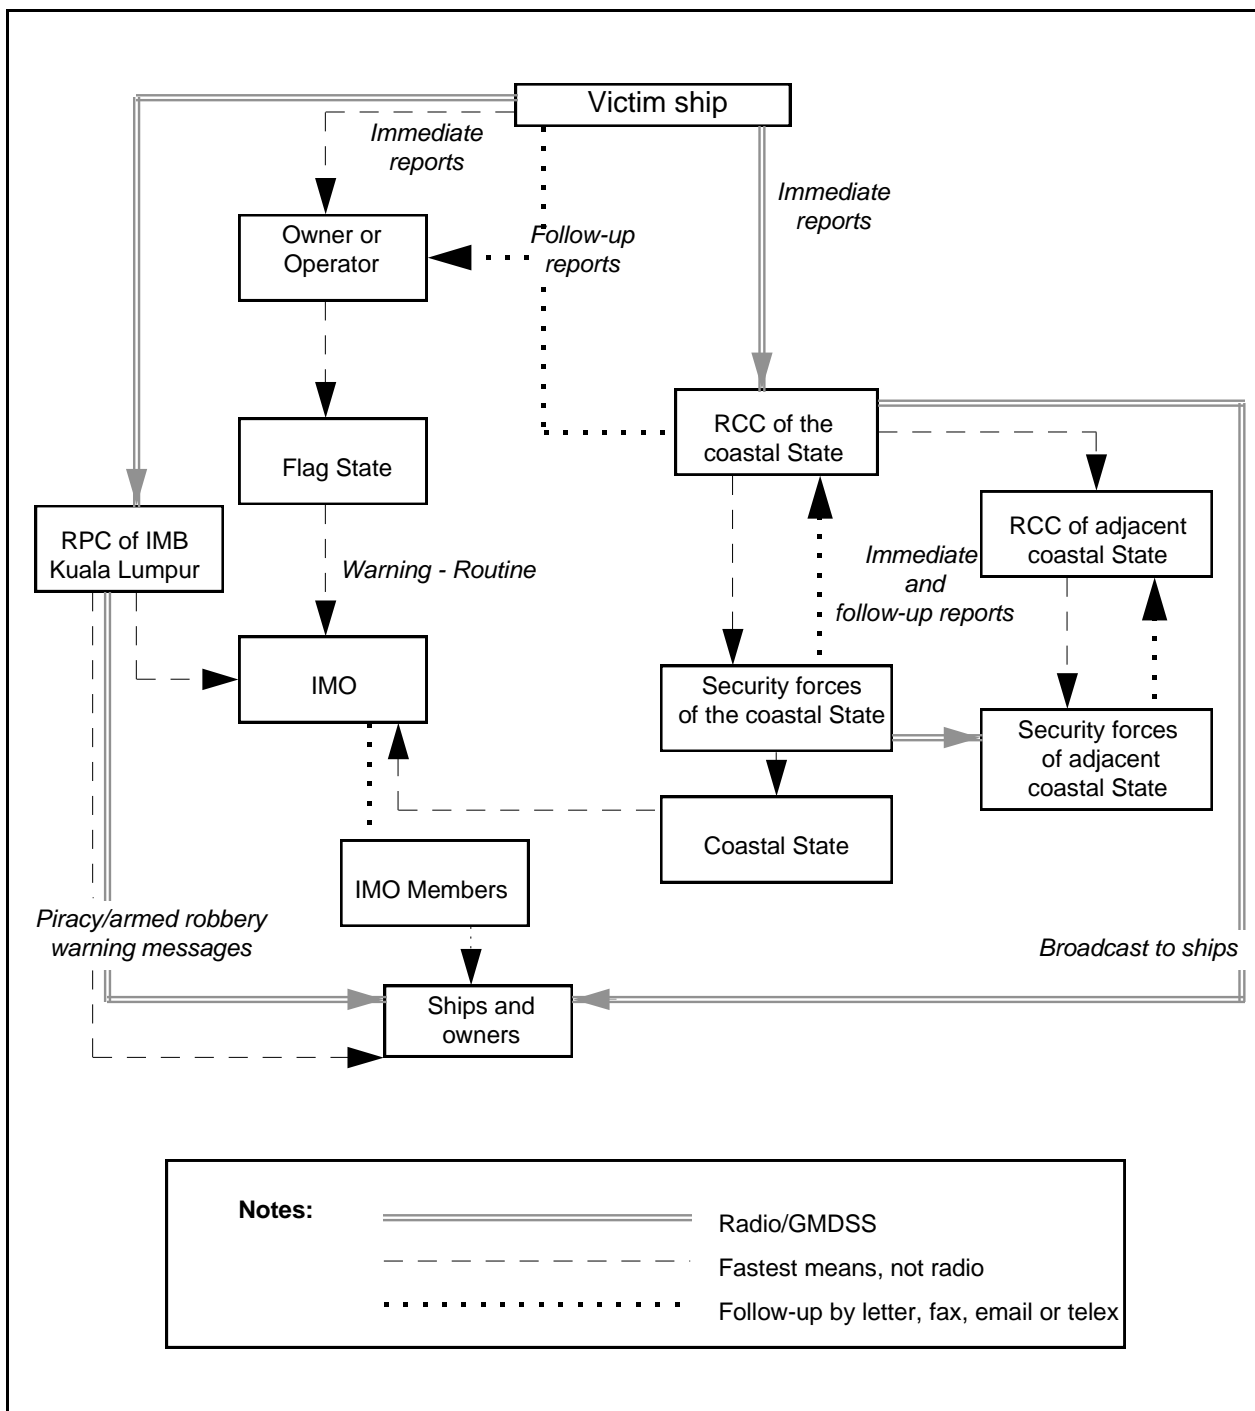 Victim ship
Immediate
reports
Immediate
reports
Owner or
Operator
Follow-up
reports
RCC of the
coastal State
Flag State
RPC of IMB
Kuala Lumpur
RCC of adjacent
coastal State
Warning - Routine
Immediate
and
follow-up reports
IMO
Security forces
of the coastal State
Security forces
of adjacent
coastal State
Coastal State
IMO Members
Piracy/armed robbery
warning messages
Broadcast to ships
Ships and
owners
Notes:
Radio/GMDSS
Fastest means, not radio
Follow-up by letter, fax, email or telex